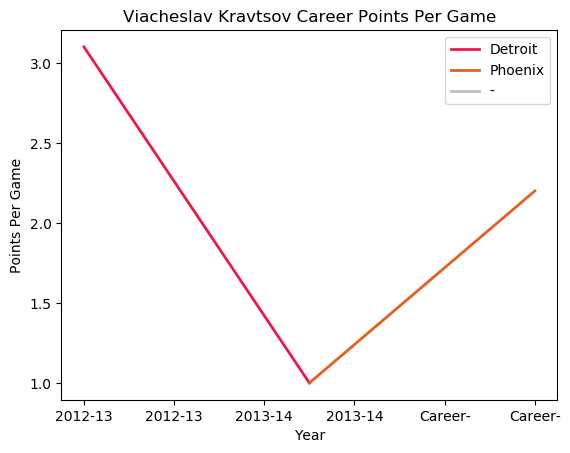 Viacheslav Kravtsov Career Points Per Game
Detroit
Phoenix
-
Points Per Game
3.0
2.5
2.0
1.5
1.0
2012-13 2012-13 2013-14 2013-14 Career- Career-
Year